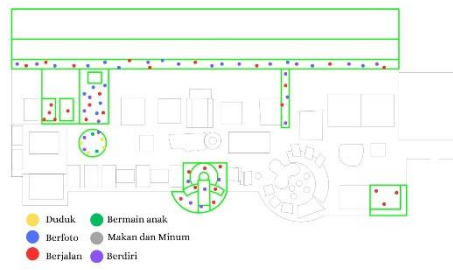 Duduk
Bermain anak
Berfoto
Makan dan Minum
Berjalan
Berdiri